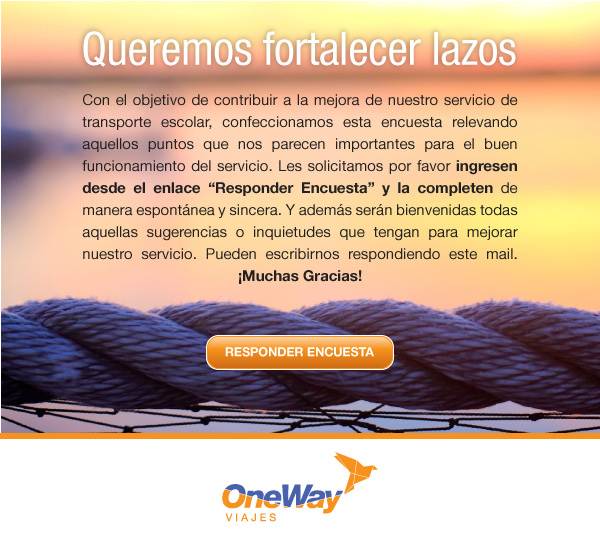 Queremos fortalecer lazos
Con el objetivo de contribuir a la mejora de nuestro servicio de
transporte escolar, confeccionamos esta encuesta relevando
aquellos puntos que nos parecen importantes para el buen
funcionamiento del servicio. Les solicitamos por favor ingresen
desde el enlace “Responder Encuesta” y la completen de
manera espontánea y sincera. Y además serán bienvenidas todas
aquellas sugerencias o inquietudes que tengan para mejorar
nuestro servicio. Pueden escribirnos respondiendo este mail.
¡Muchas Gracias!
RESPONDER ENCUESTA
OneWay
VIAJES